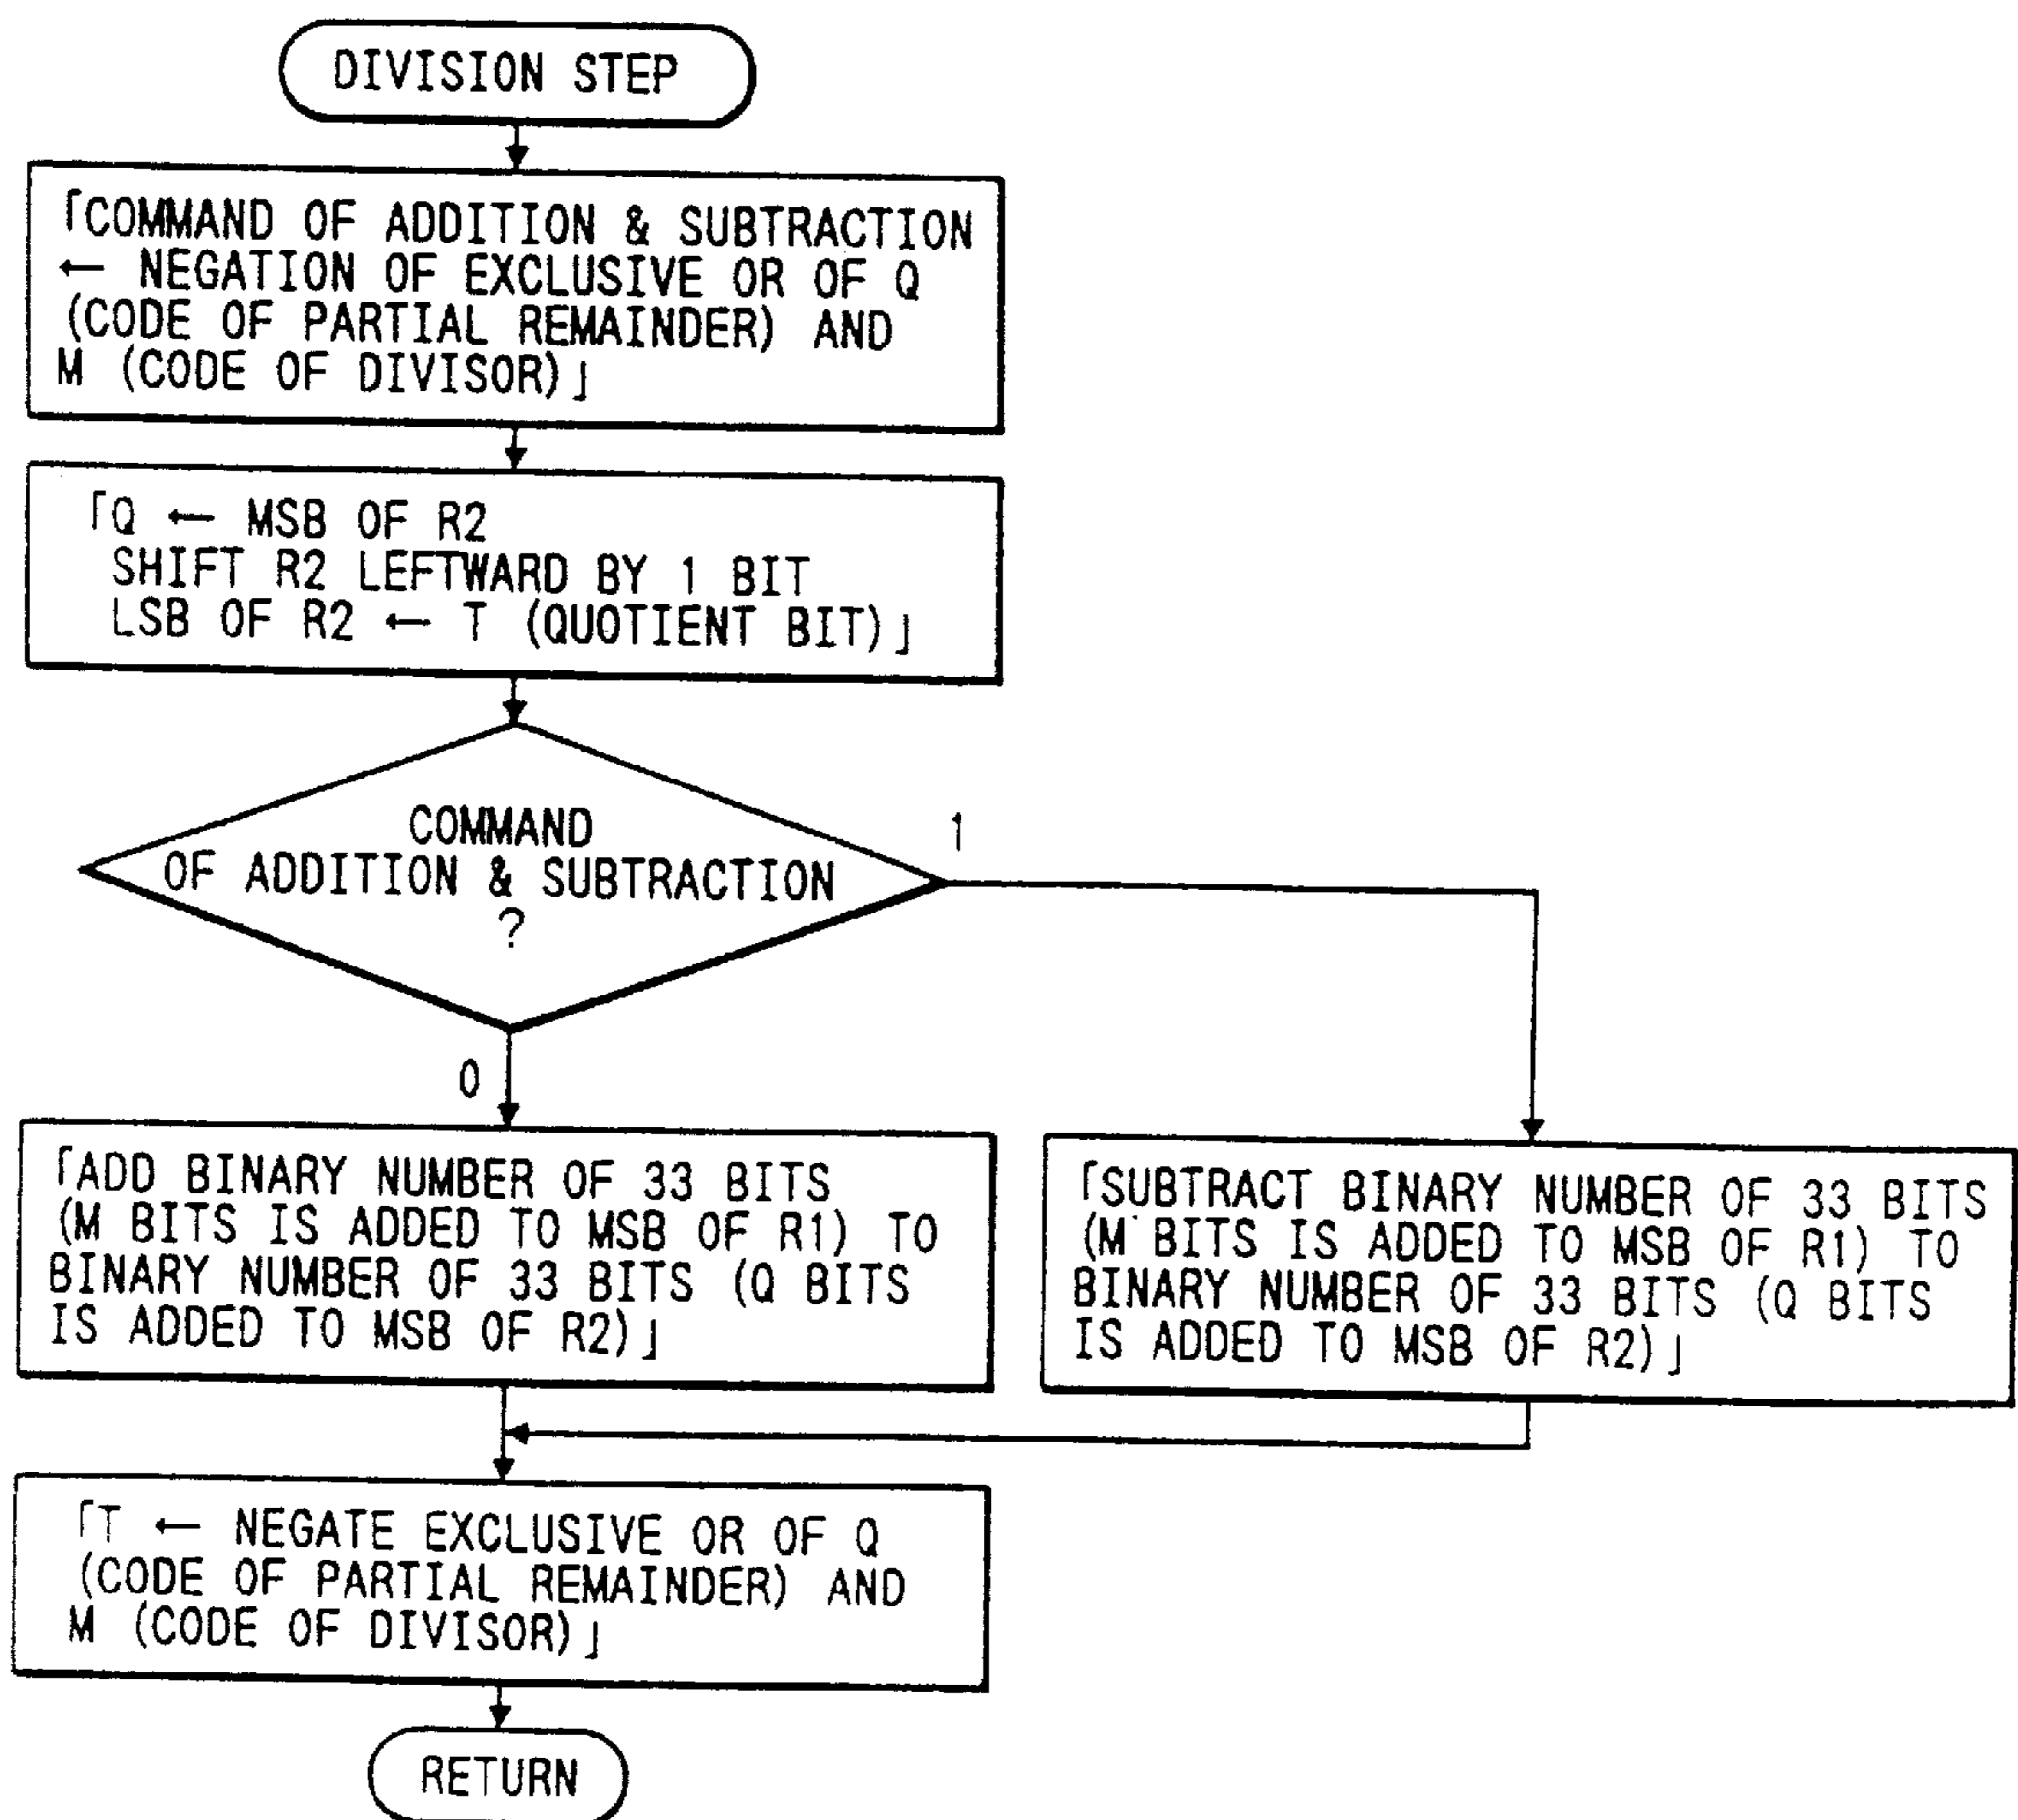 DIVISION STEP
「COMMAND OF ADDITION & SUBTRACTION
← NEGATION OF EXCLUSIVE OR OF Q
(CODE OF PARTIAL REMAINDER) AND
M (CODE OF DIVISOR)」
「Q ← MSB OF R2
SHIFT R2 LEFTWARD BY 1 BIT
LSB OF R2 ← T (QUOTIENT BIT)」
COMMAND
OF ADDITION & SUBTRACTION
?
1
0
「ADD BINARY NUMBER OF 33 BITS
(M BITS IS ADDED TO MSB OF R1) TO
BINARY NUMBER OF 33 BITS (Q BITS
IS ADDED TO MSB OF R2)」
「SUBTRACT BINARY NUMBER OF 33 BITS
(M BITS IS ADDED TO MSB OF R1) TO
BINARY NUMBER OF 33 BITS (Q BITS
IS ADDED TO MSB OF R2)」
「T ← NEGATE EXCLUSIVE OR OF Q
(CODE OF PARTIAL REMAINDER) AND
M (CODE OF DIVISOR)」
RETURN